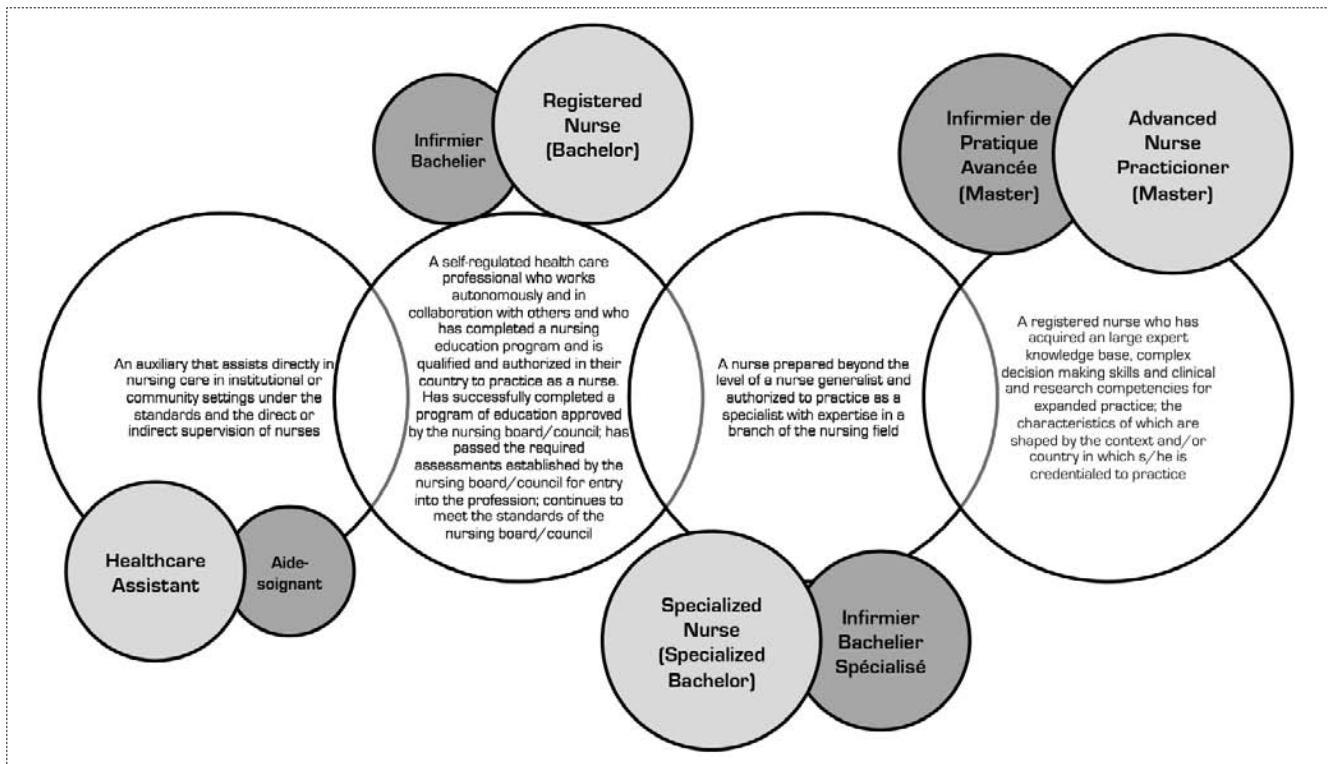 Infirmier
Bachelier
Registered
Nurse
(Bachelor)
Infirmier de
Pratique
Avancée
(Master)
Advanced
Nurse
Practicioner
(Master)
An auxiliary that assists directly in
nursing care in institutional or
community settings under the
standards and the direct or
indirect supervision of nurses
A self-regulated health care
professional who works
autonomously and in
collaboration with others and who
has completed a nursing
education program and is
qualified and authorized in their
country to practice as a nurse.
Has successfully completed a
program of education approved
by the nursing board/council; has
passed the required
assessments established by the
nursing board/council for entry
into the profession; continues to
meet the standards of the
nursing board/council
A nurse prepared beyond the
level of a nurse generalist and
authorized to practice as a
specialist with expertise in a
branch of the nursing field
A registered nurse who has
acquired an large expert
knowledge base, complex
decision making skills and clinical
and research competencies for
expanded practice; the
characteristics of which are
shaped by the context and/or
country in which s/he is
credentialed to practice
Healthcare
Assistant
Aide-
soignant
Specialized
Nurse
(Specialized
Bachelor)
Infirmier
Bachelier
Spécialisé